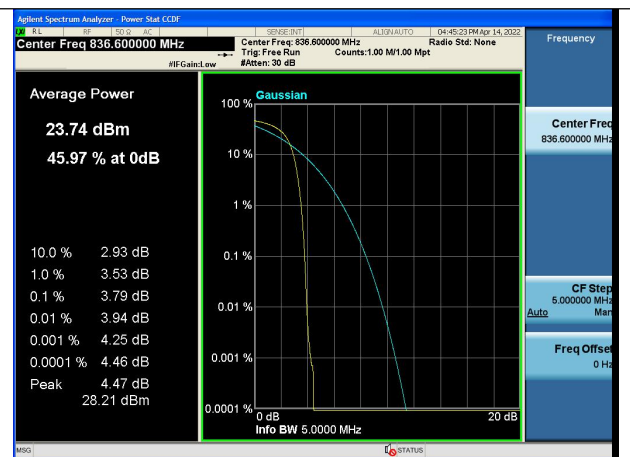 Agilent Spectrum Analyzer - Power Stat CCDF
LXI RL RF 50 Ω AC SENSE:INT ALIGN AUTO 04:45:23 PM Apr 14, 2022
Center Freq 836.600000 MHz
Center Freq: 836.600000 MHz Radio Std: None
Trig: Free Run Counts:1.00 M/1.00 Mpt
#IFGain:Low #Atten: 30 dB
Frequency
Average Power
23.74 dBm
45.97 % at 0dB
10.0 % 2.93 dB
1.0 % 3.53 dB
0.1 % 3.79 dB
0.01 % 3.94 dB
0.001 % 4.25 dB
0.0001 % 4.46 dB
Peak 4.47 dB
28.21 dBm
Gaussian
100 %
10 %
1 %
0.1 %
0.01 %
0.001 %
0.0001 %
0 dB 20 dB
Info BW 5.0000 MHz
Center Freq
836.600000 MHz
CF Step
5.000000 MHz
Auto Man
Freq Offset
0 Hz
MSG STATUS